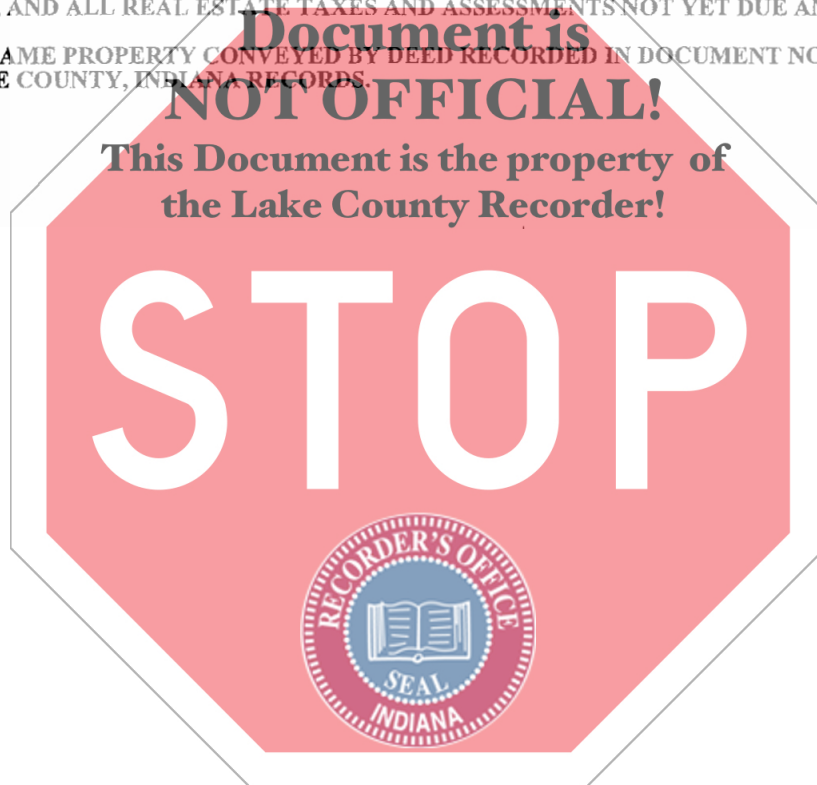 AND ALL REAL ESTATE TAXES AND ASSESSMENTS NOT YET DUE AN
Document is
AME PROPERTY CONVEYED BY DEED RECORDED IN DOCUMENT NO
E COUNTY, INDIANA RECORDS.
NOT OFFICIAL!
This Document is the property of
the Lake County Recorder!
STOP
RECORDER'S OFFICE
SEAL
INDIANA